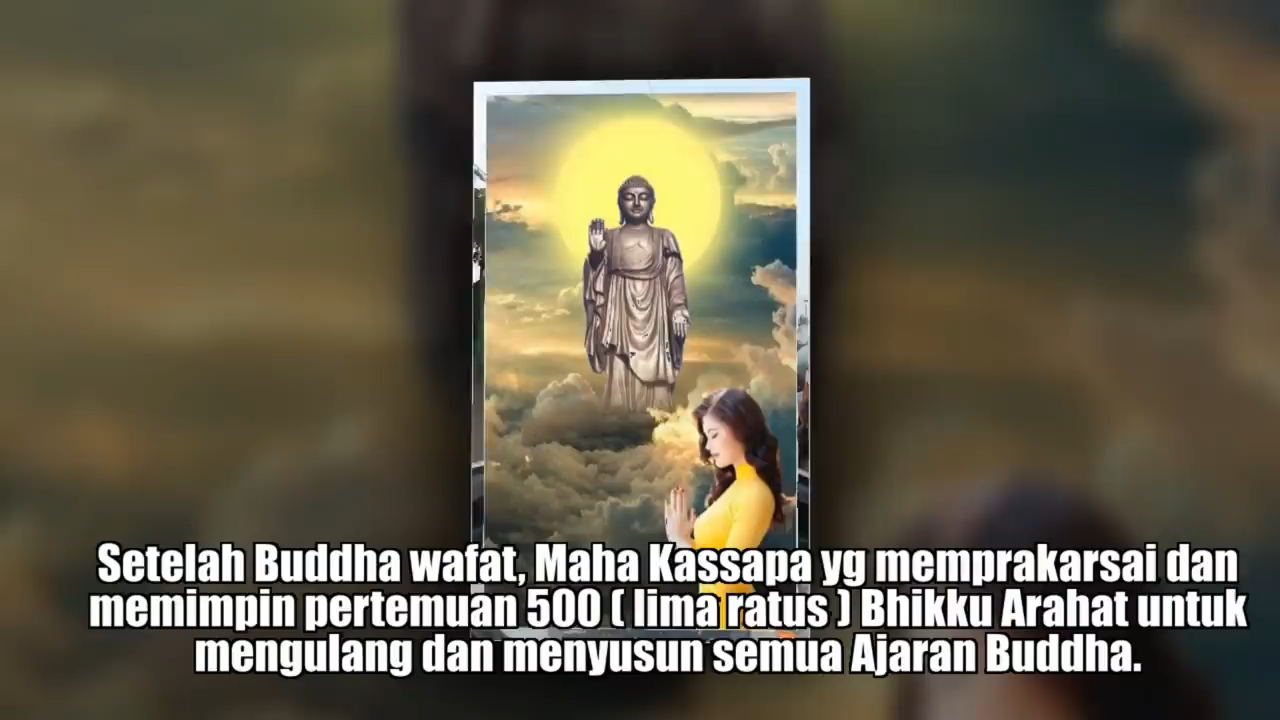 Setelah Buddha wafat, Maha Kassapa yg memprakarsai dan
memimpin pertemuan 500 ( lima ratus ) Bhikku Arahat untuk
mengulang dan menyusun semua Ajaran Buddha.